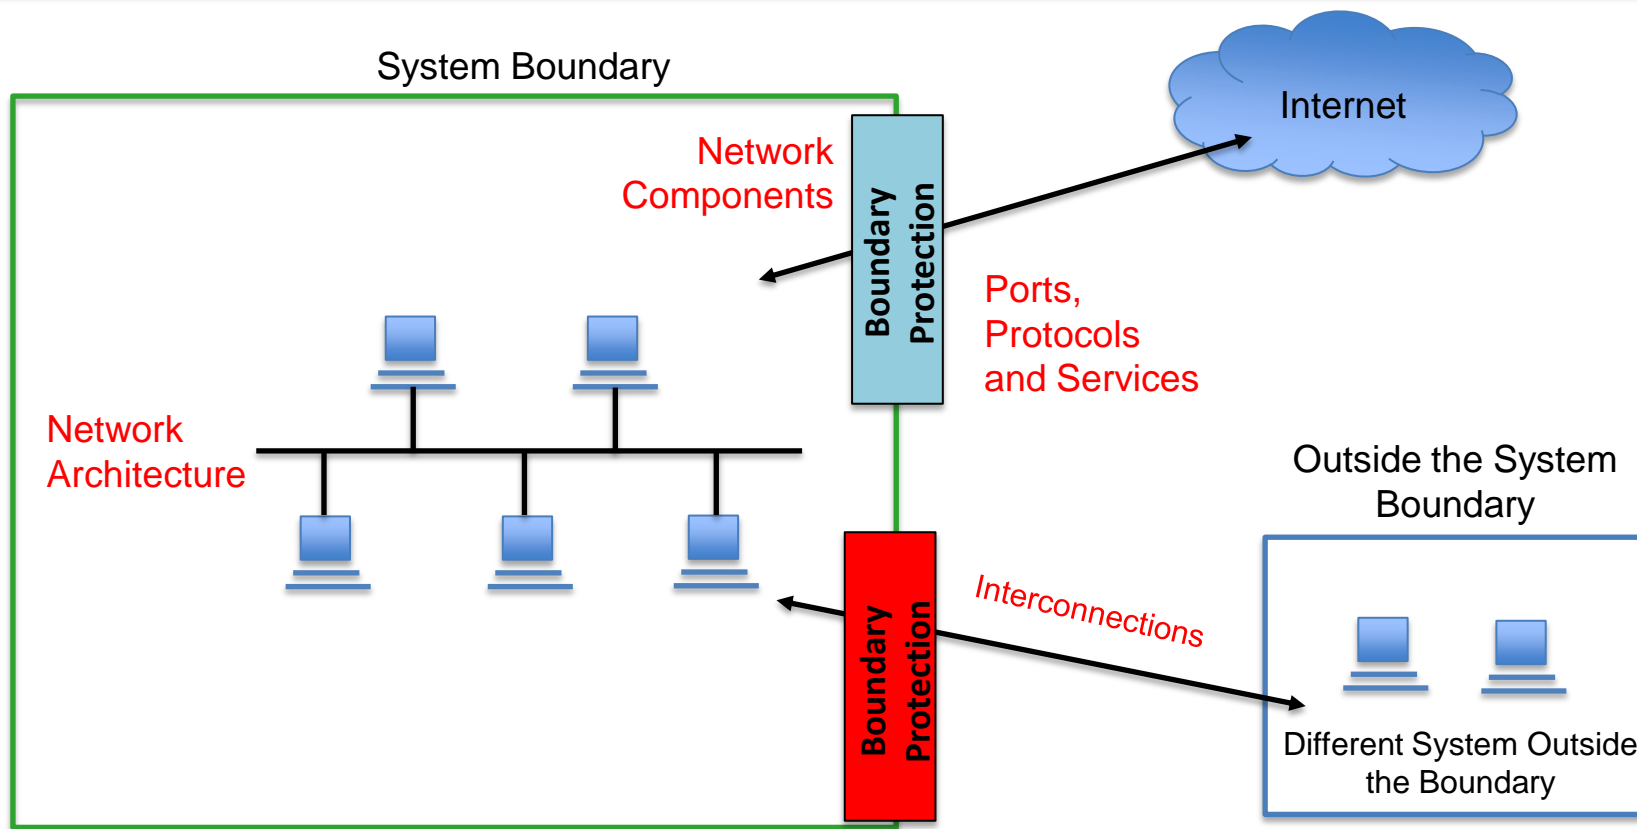 System Boundary
Internet
Network
Components
Boundary
Protection
Ports,
Protocols
and Services
Network
Architecture
Outside the System
Boundary
Interconnections
Boundary
Protection
Different System Outside
the Boundary